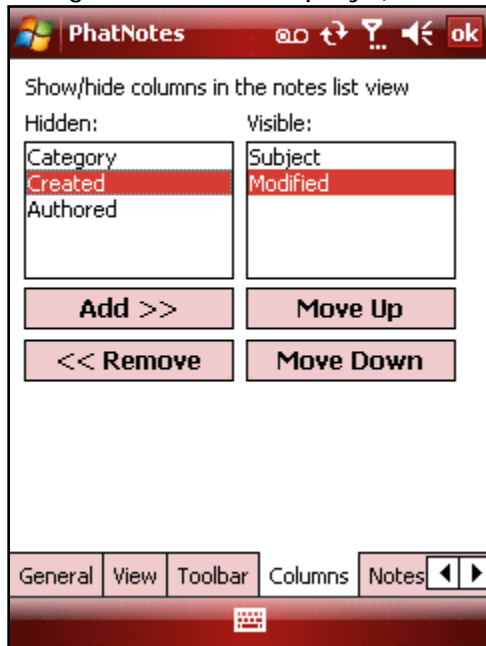 PhatNotes ok
Show/hide columns in the notes list view
Hidden: Visible:
Category Subject
Created Modified
Authored
Add >> Move Up
<< Remove Move Down
General View Toolbar Columns Notes